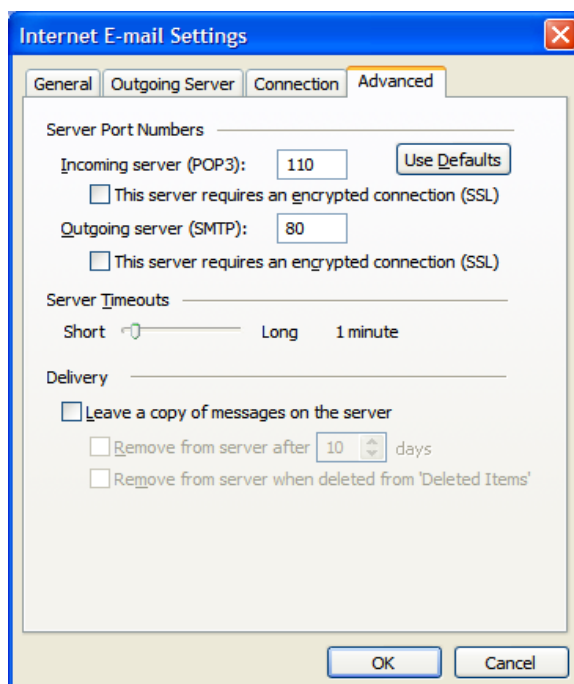 Internet E-mail Settings
General Outgoing Server Connection Advanced
Server Port Numbers
Incoming server (POP3): 110 Use Defaults
This server requires an encrypted connection (SSL)
Outgoing server (SMTP): 80
This server requires an encrypted connection (SSL)
Server Timeouts
Short Long 1 minute
Delivery
Leave a copy of messages on the server
Remove from server after 10 days
Remove from server when deleted from 'Deleted Items'
OK Cancel